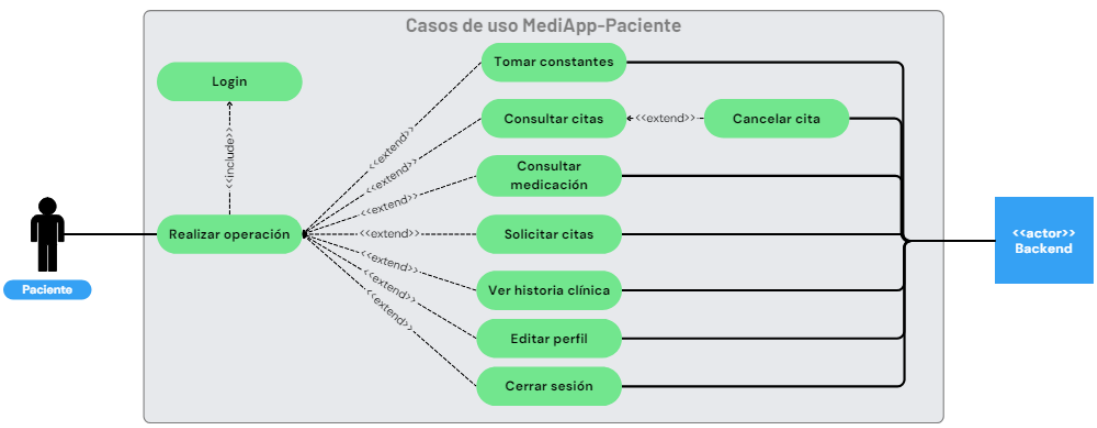 Casos de uso MediApp-Paciente
Tomar constantes
Login
Consultar citas
<<extend>>
Cancelar cita
<<extend>>
<<extend>>
<<include>>
Consultar
medicación
<<extend>>
Realizar operación
<<extend>>
Solicitar citas
<<actor>>
Backend
<<extend>>
Ver historia clínica
Paciente
<<extend>>
<<extend>>
Editar perfil
Cerrar sesión